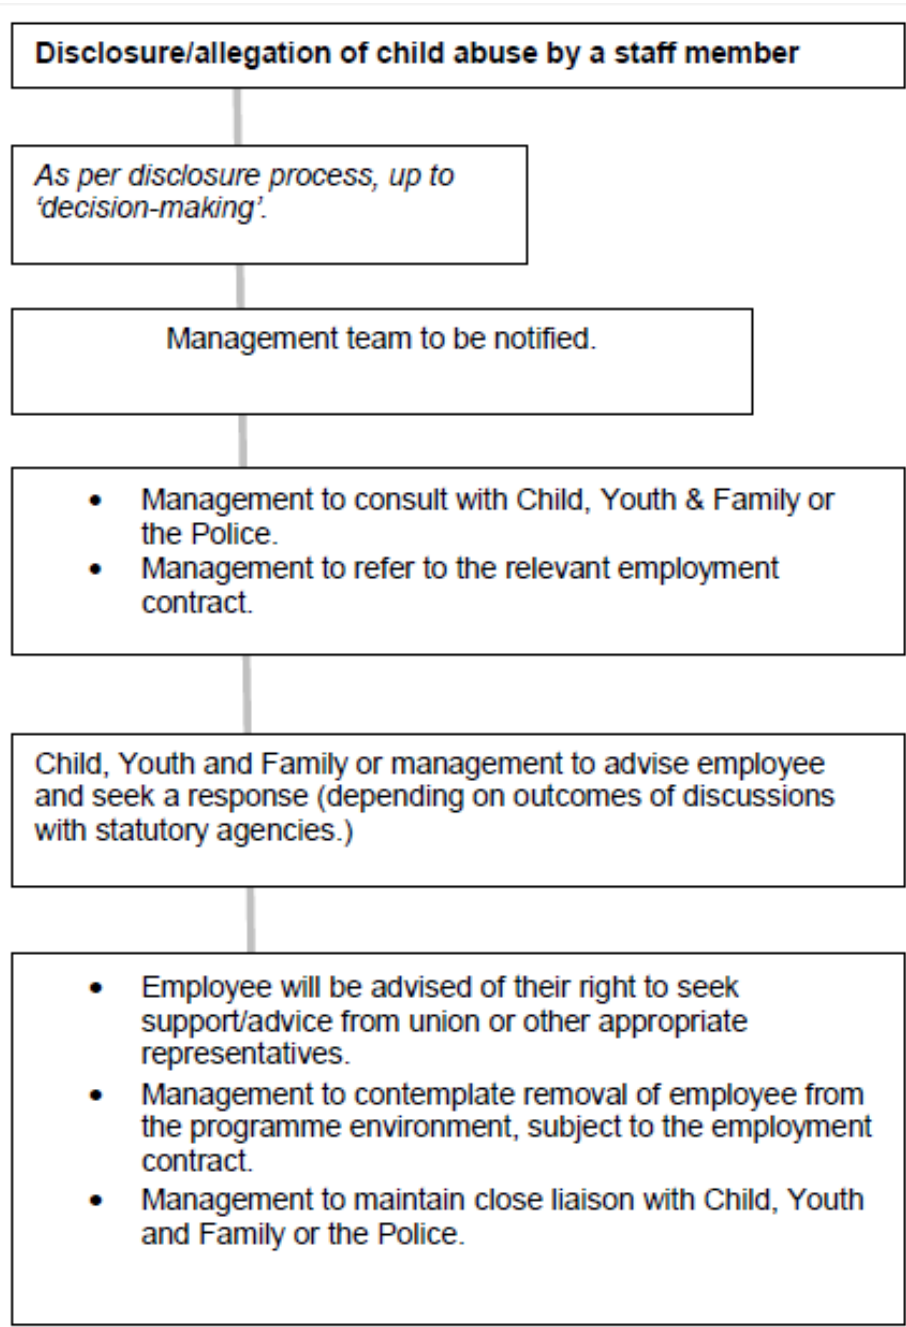 Disclosure/allegation of child abuse by a staff member
As per disclosure process, up to
‘decision-making’.
Management team to be notified.
• Management to consult with Child, Youth & Family or
the Police.
• Management to refer to the relevant employment
contract.
Child, Youth and Family or management to advise employee
and seek a response (depending on outcomes of discussions
with statutory agencies.)
• Employee will be advised of their right to seek
support/advice from union or other appropriate
representatives.
• Management to contemplate removal of employee from
the programme environment, subject to the employment
contract.
• Management to maintain close liaison with Child, Youth
and Family or the Police.